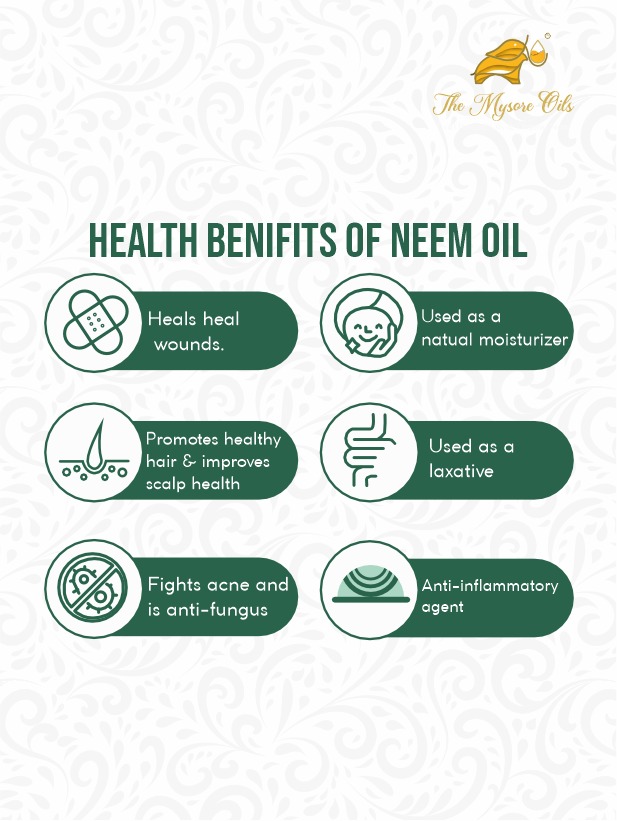 The Mysore Oils
HEALTH BENIFITS OF NEEM OIL
Heals heal
wounds.
Used as a
natual moisturizer
Promotes healthy
hair & improves
scalp health
Used as a
laxative
Fights acne and
is anti-fungus
Anti-inflammatory
agent